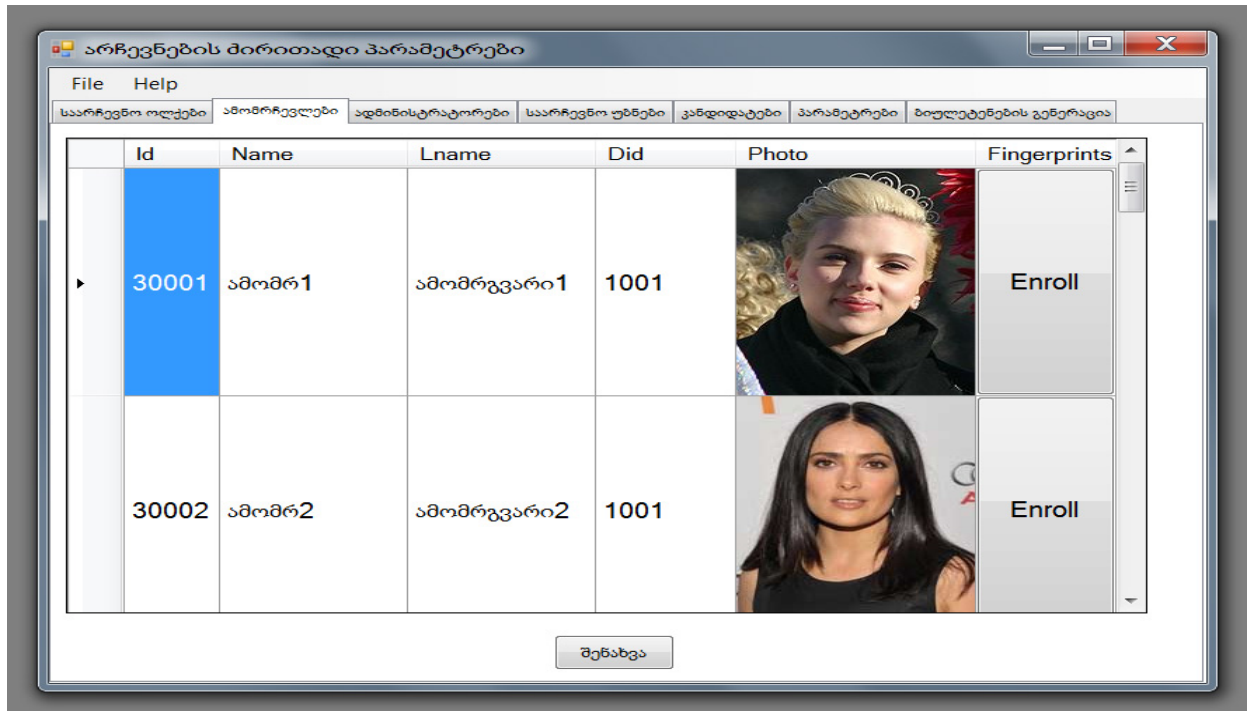 არჩევნების ძირითადი პარამეტრები
File Help
საარჩევნო ოლქები ამომრჩევლები ადმინისტრატორები საარჩევნო უბნები კანდიდატები პარამეტრები ბიულეტენების გენერაცია
Id Name Lname Did Photo Fingerprints
30001 ამომრ1 ამომრგვარი1 1001 Enroll
30002 ამომრ2 ამომრგვარი2 1001 Enroll
შენახვა